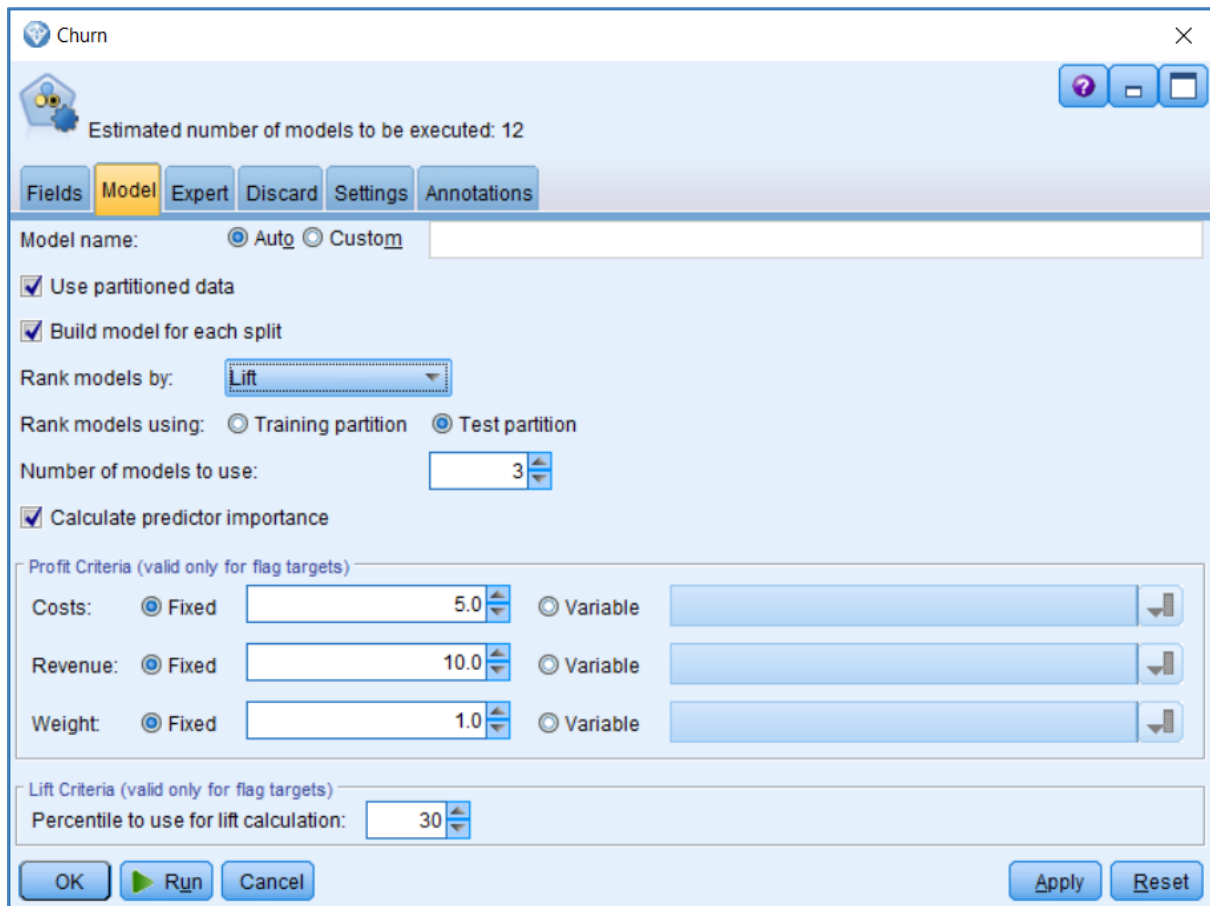 Churn
Estimated number of models to be executed: 12
Fields Model Expert Discard Settings Annotations
Model name: Auto Custom
Use partitioned data
Build model for each split
Rank models by: Lift
Rank models using: Training partition Test partition
Number of models to use: 3
Calculate predictor importance
Profit Criteria (valid only for flag targets)
Costs: Fixed 5.0 Variable
Revenue: Fixed 10.0 Variable
Weight: Fixed 1.0 Variable
Lift Criteria (valid only for flag targets)
Percentile to use for lift calculation: 30
OK Run Cancel Apply Reset